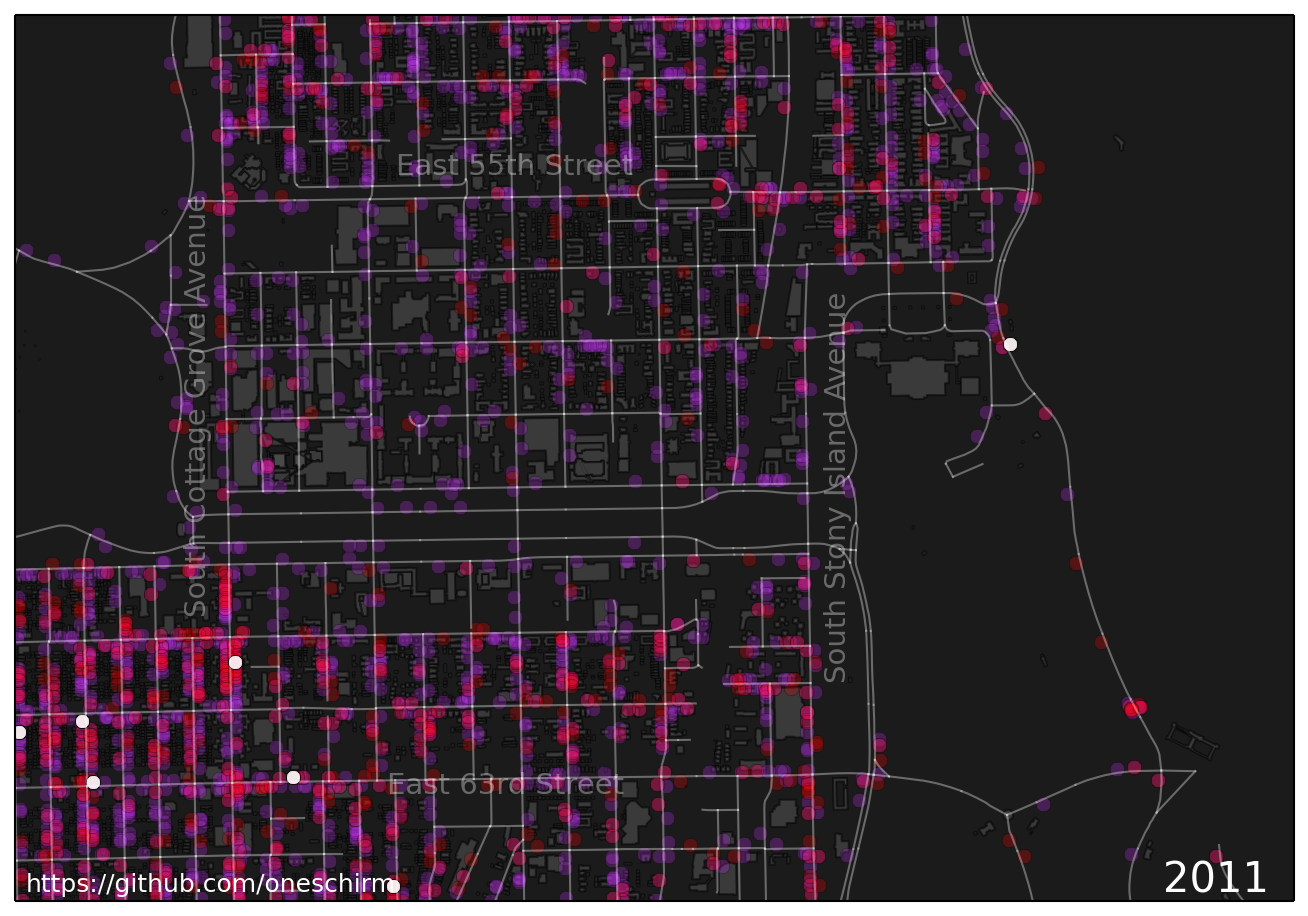 East 55th Street
South Cottage Grove Avenue
South Stony Island Avenue
East 63rd Street
https://github.com/oneschirm
2011